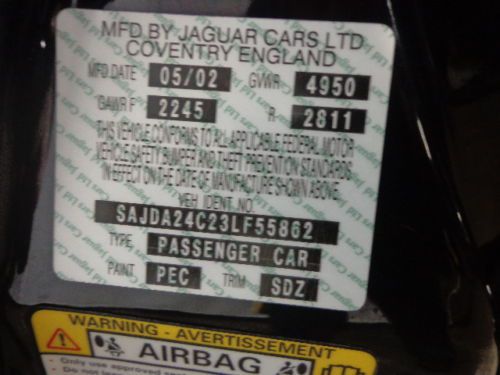 MFD.BY JAGUAR CARS LTD
COVENTRY ENGLAND
MFD.DATE 05/02 GVWR 4950
GAWR F 2245 R 2811
THIS VEHICLE CONFORMS TO ALL APPLICABLE FEDERAL MOTOR
VEHICLE SAFETY BUMPER AND THEFT PREVENTION STANDARDS
IN EFFECT ON THE DATE OF MANUFACTURE SHOWN ABOVE.
VEH IDENT NO.
SAJDA24C23LF55862
TYPE PASSENGER CAR
PAINT PEC TRIM SDZ
WARNING - AVERTISSEMENT
AIRBAG